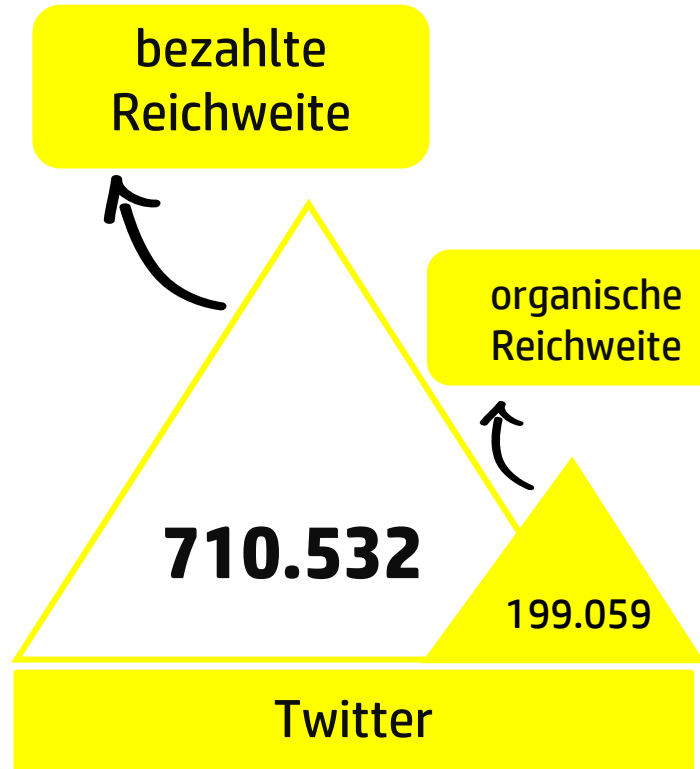 bezahlte
Reichweite
organische
Reichweite
710.532
199.059
Twitter